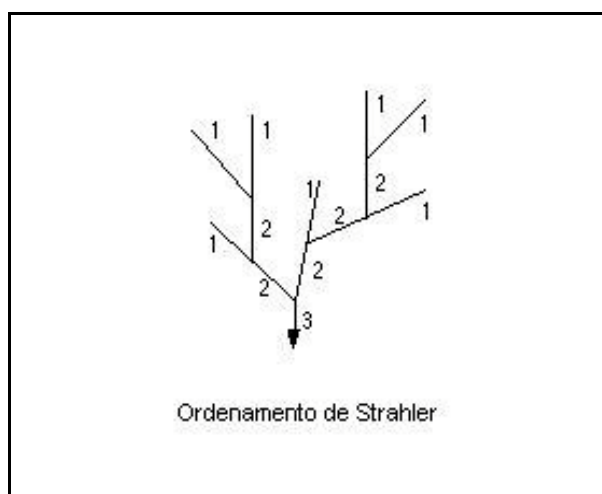 1 1 1 1
1 2 1 2 2 1
2 2
3
Ordenamento de Strahler